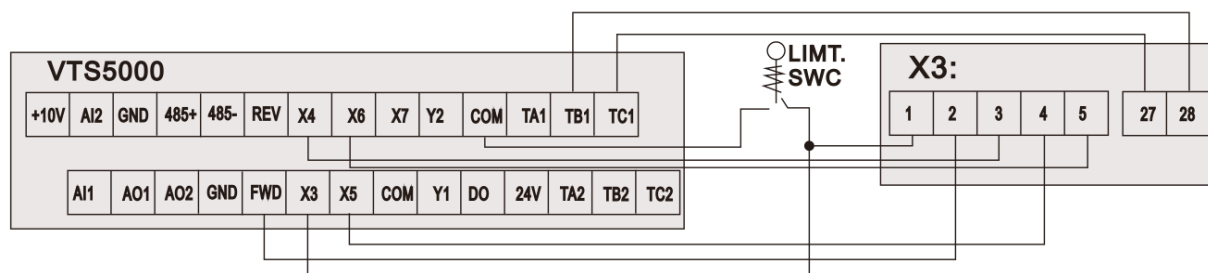 LIMT.
SWC
VTS5000
X3:
+10V AI2 GND 485+ 485- REV X4 X6 X7 Y2 COM TA1 TB1 TC1
1 2 3 4 5 27 28
AI1 AO1 AO2 GND FWD X3 X5 COM Y1 DO 24V TA2 TB2 TC2